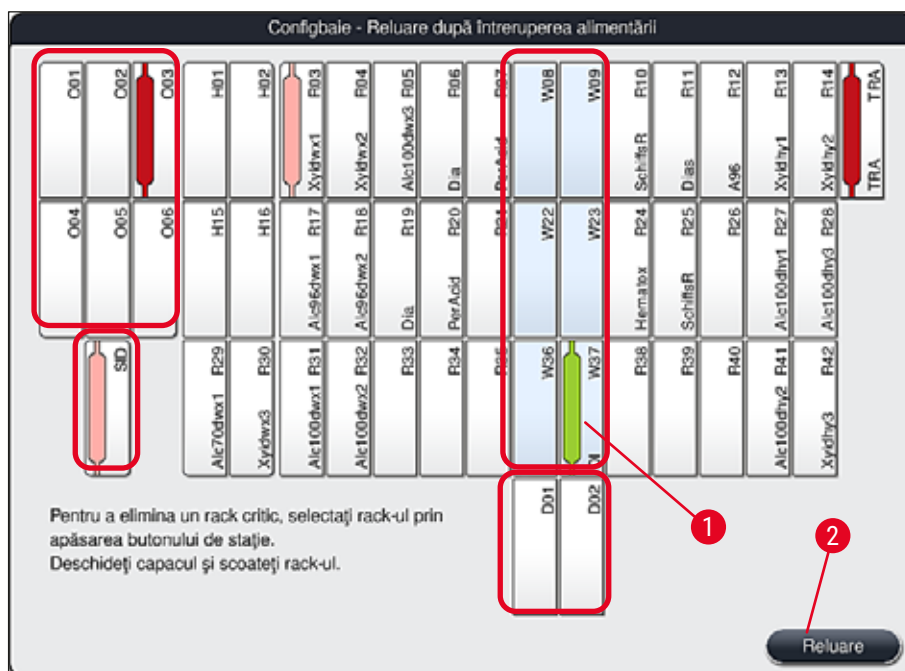 Configbaie - Reluare după întreruperea alimentării
O01
O02
O03
H01
H02
R03 Xyldwx1
R04 Xyldwx2
R05 Alc100dwx3
R06 Dia
R07 PerAcid
W08
W09
R10 SchiffsR
R11 Dias
R12 A96
R13 Xyldhy1
R14 Xyldhy2
TRA TRA
O04
O05
O06
H15
H16
R17 Alc96dwx1
R18 Alc96dwx2
R19 Dia
R20 PerAcid
R21
W22
W23
R24 Hematox
R25 SchiffsR
R26
R27 Alc100dhy1
R28 Alc100dhy3
SID
R29 Alc70dwx1
R30 Xyldwx3
R31 Alc100dwx1
R32 Alc100dwx2
R33
R34
R35
W36
W37 DI
R38
R39
R40
R41 Alc100dhy2
R42 Xyldhy3
D01
D02
Pentru a elimina un rack critic, selectați rack-ul prin
apăsarea butonului de stație.
Deschideți capacul și scoateți rack-ul.
1
2
Reluare